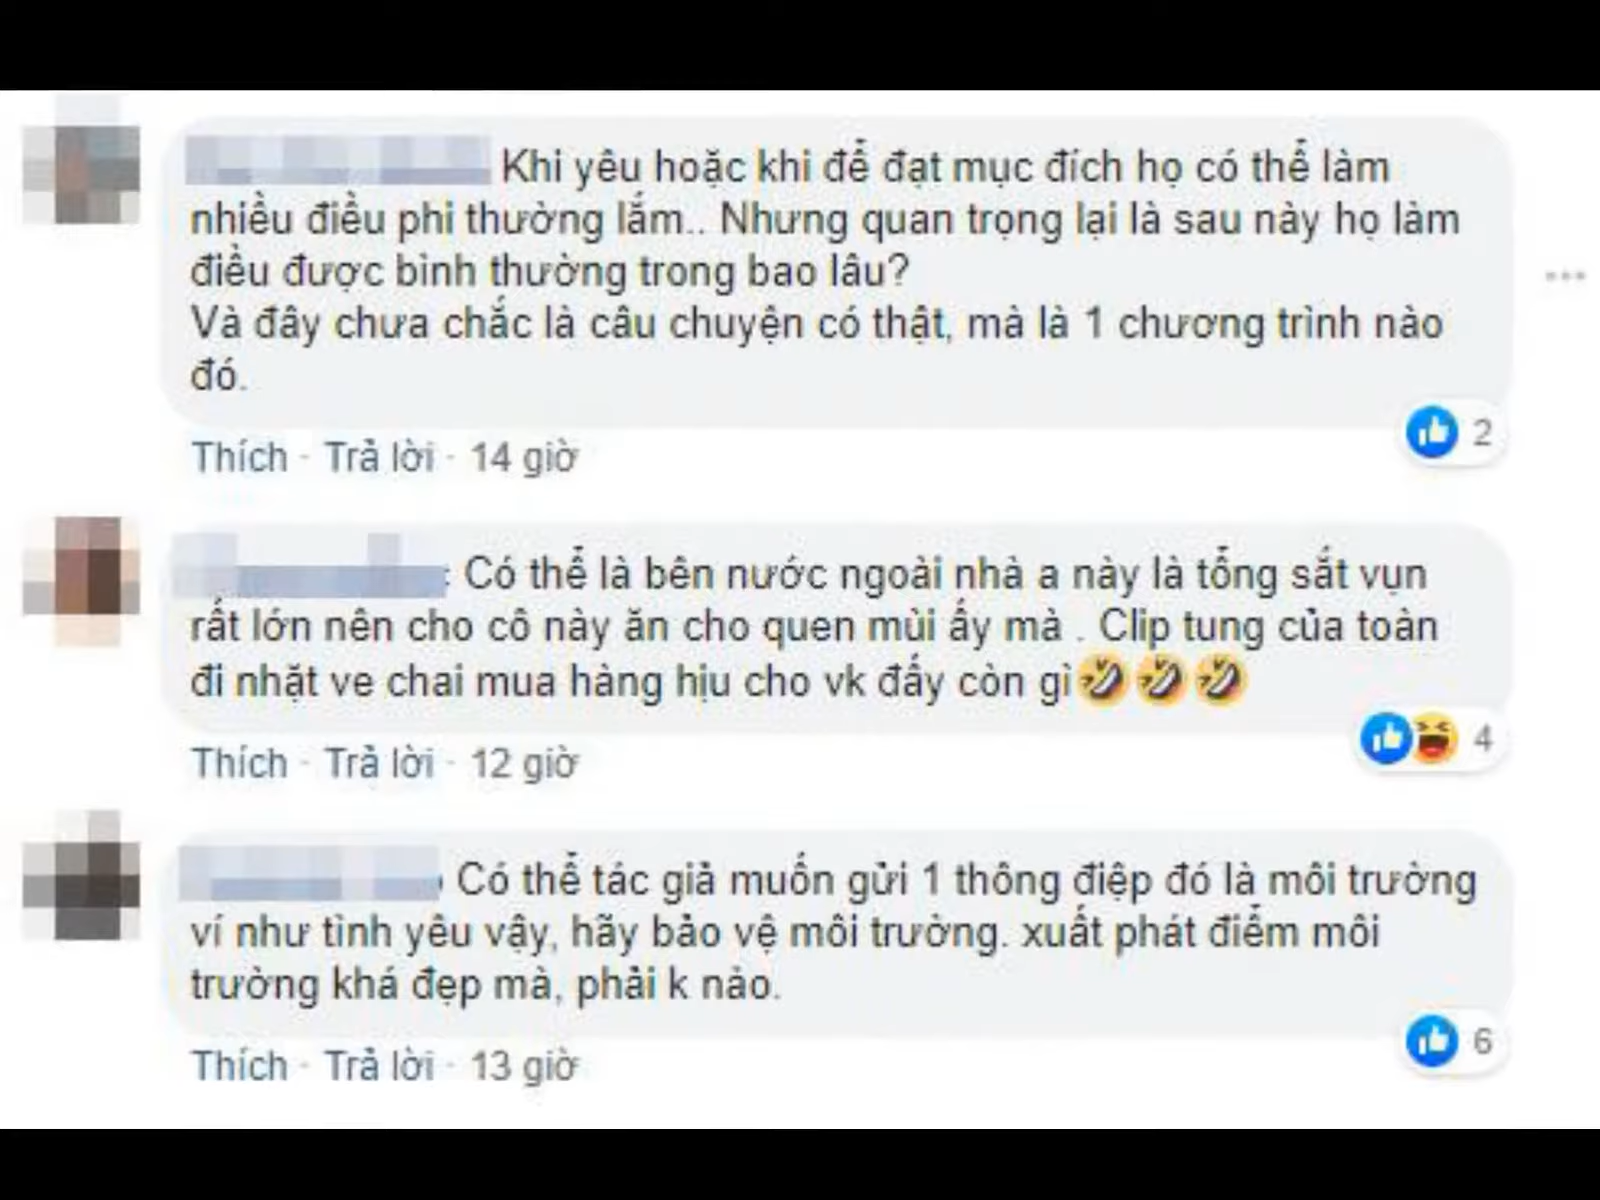 Khi yêu hoặc khi để đạt mục đích họ có thể làm
nhiều điều phi thường lắm.. Nhưng quan trọng lại là sau này họ làm
điều được bình thường trong bao lâu?
Và đây chưa chắc là câu chuyện có thật, mà là 1 chương trình nào
đó.
2
Thích · Trả lời · 14 giờ
Có thể là bên nước ngoài nhà a này là tổng sắt vụn
rất lớn nên cho cô này ăn cho quen mùi ấy mà . Clip tung của toàn
đi nhặt ve chai mua hàng hịu cho vk đấy còn gì🤣🤣🤣
4
Thích · Trả lời · 12 giờ
Có thể tác giả muốn gửi 1 thông điệp đó là môi trường
ví như tình yêu vậy, hãy bảo vệ môi trường. xuất phát điểm môi
trường khá đẹp mà, phải k nào.
6
Thích · Trả lời · 13 giờ